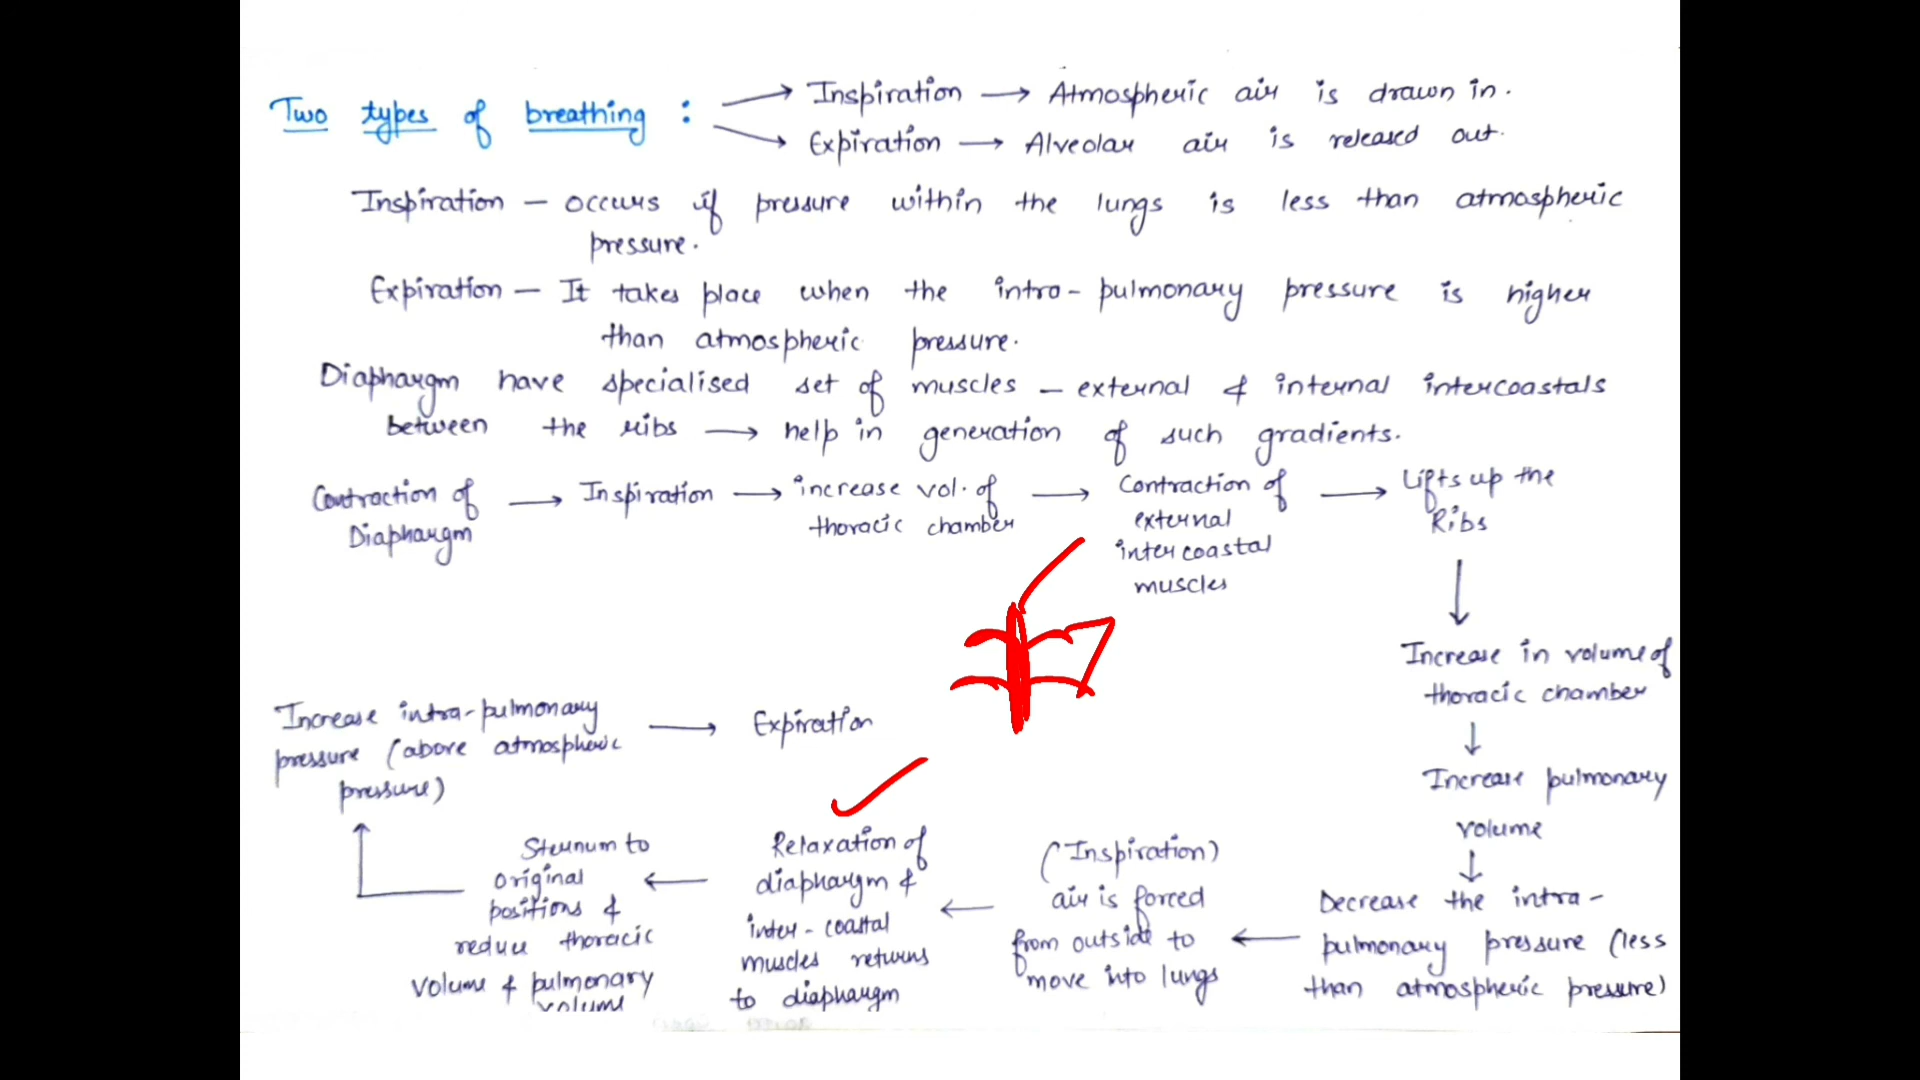 Two types of breathing :
Inspiration → Atmospheric air is drawn in.
Expiration → Alveolar air is released out.
Inspiration – occurs if pressure within the lungs is less than atmospheric
pressure.
Expiration – It takes place when the intra-pulmonary pressure is higher
than atmospheric pressure.
Diaphargm have specialised set of muscles – external & internal intercoastals
between the ribs → help in generation of such gradients.
Contraction of
Diaphargm
→ Inspiration →
increase vol. of
thoracic chamber
→
Contraction of
external
intercoastal
muscles
→
Lifts up the
Ribs
↓
Increase in volume of
thoracic chamber
↓
Increase pulmonary
volume
↓
Decrease the intra-
pulmonary pressure (less
than atmospheric pressure)
←
(Inspiration)
air is forced
from outside to
move into lungs
←
Relaxation of
diaphargm &
inter-coastal
muscles returns
to diaphargm
←
Sternum to
original
positions &
reduce thoracic
volume & pulmonary
volume
Increase intra-pulmonary
pressure (above atmospheric
pressure)
→ Expiration